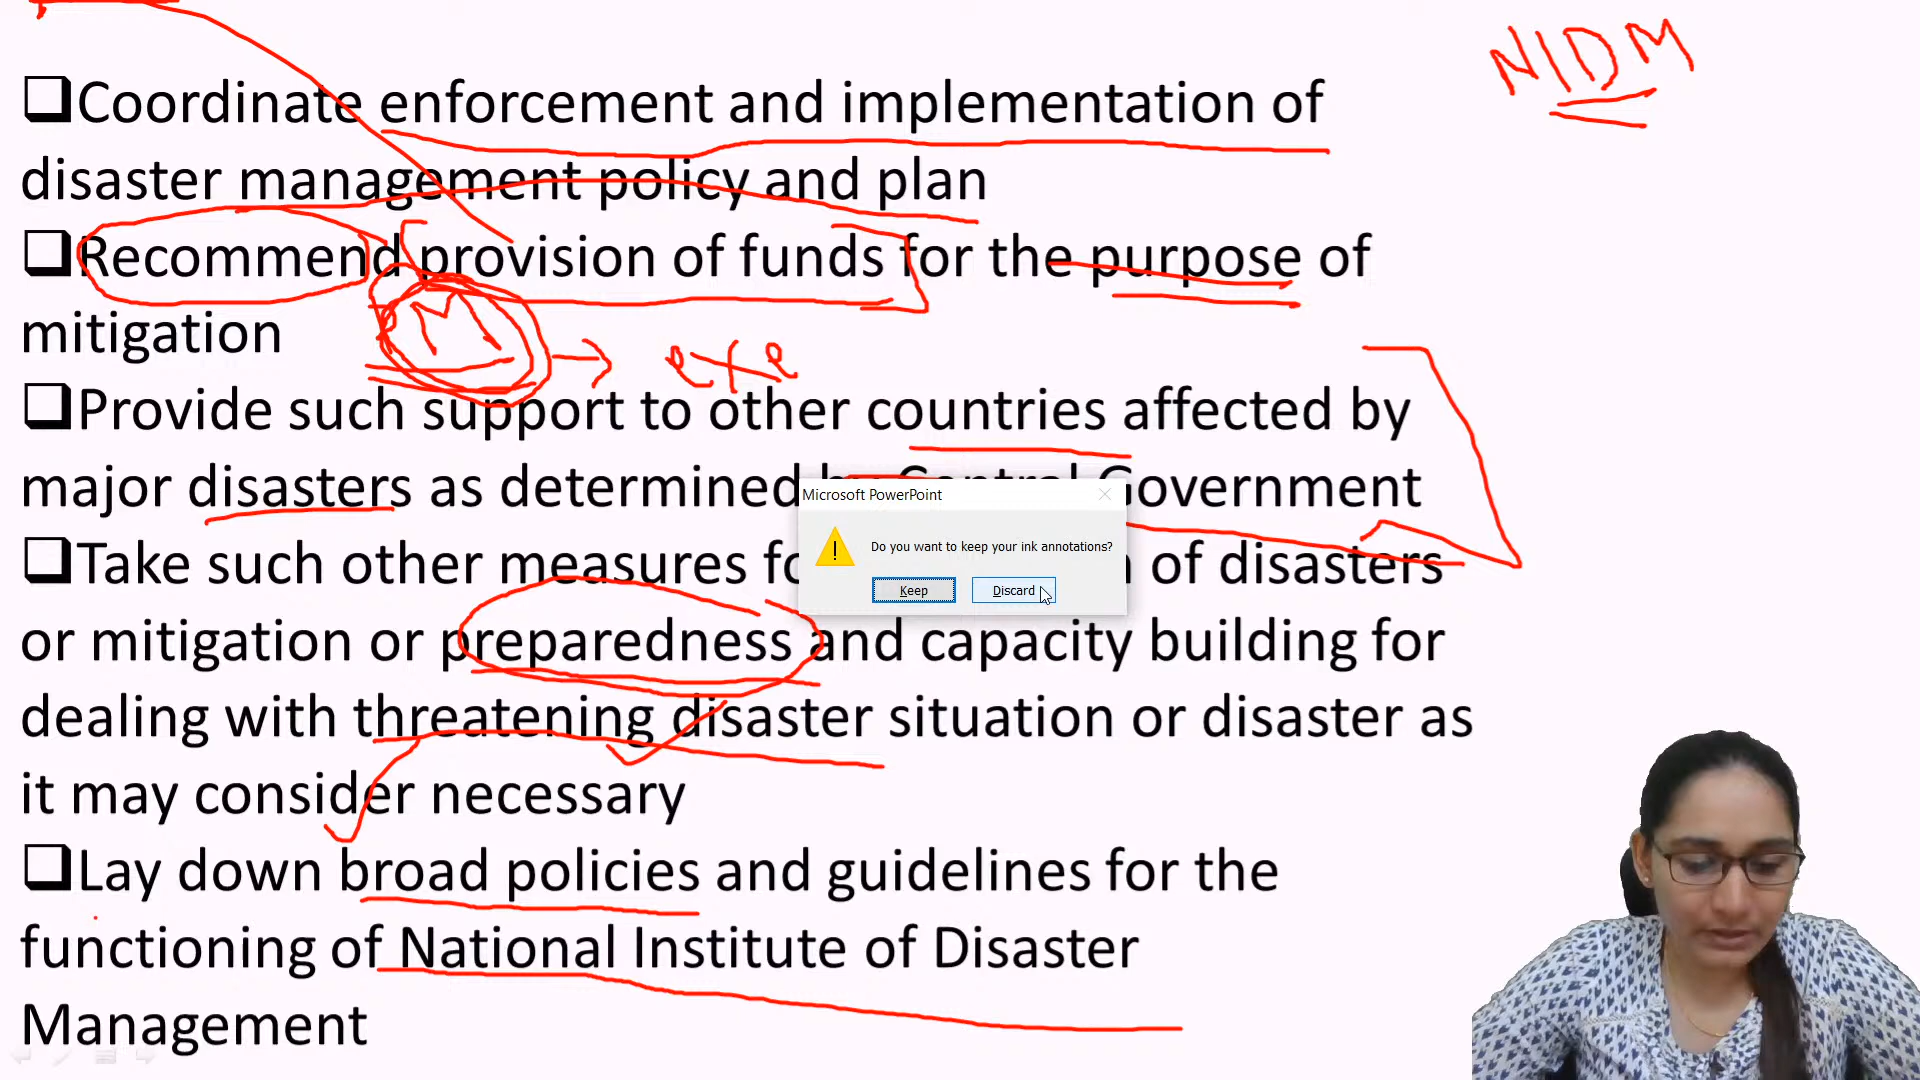 NIDM
❑Coordinate enforcement and implementation of
disaster management policy and plan
❑Recommend provision of funds for the purpose of
mitigation M → exe
❑Provide such support to other countries affected by
major disasters as determined by Central Government
❑Take such other measures of disasters
or mitigation or preparedness and capacity building for
dealing with threatening disaster situation or disaster as
it may consider necessary
❑Lay down broad policies and guidelines for the
functioning of National Institute of Disaster
Management
Microsoft PowerPoint
Do you want to keep your ink annotations?
Keep Discard